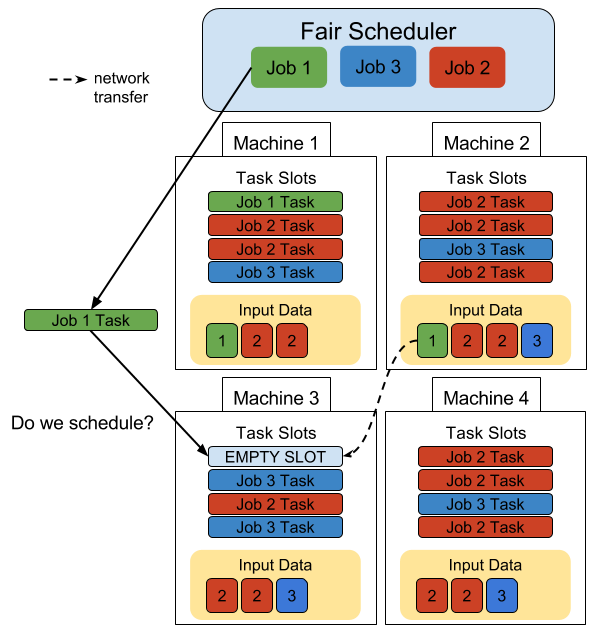 Fair Scheduler
Job 1
Job 3
Job 2
network
transfer
Machine 1
Task Slots
Job 1 Task
Job 2 Task
Job 2 Task
Job 3 Task
Input Data
1 2 2
Machine 2
Task Slots
Job 2 Task
Job 2 Task
Job 3 Task
Job 2 Task
Input Data
1 2 2 3
Job 1 Task
Do we schedule?
Machine 3
Task Slots
EMPTY SLOT
Job 3 Task
Job 2 Task
Job 3 Task
Input Data
2 2 3
Machine 4
Task Slots
Job 2 Task
Job 2 Task
Job 3 Task
Job 2 Task
Input Data
2 2 3